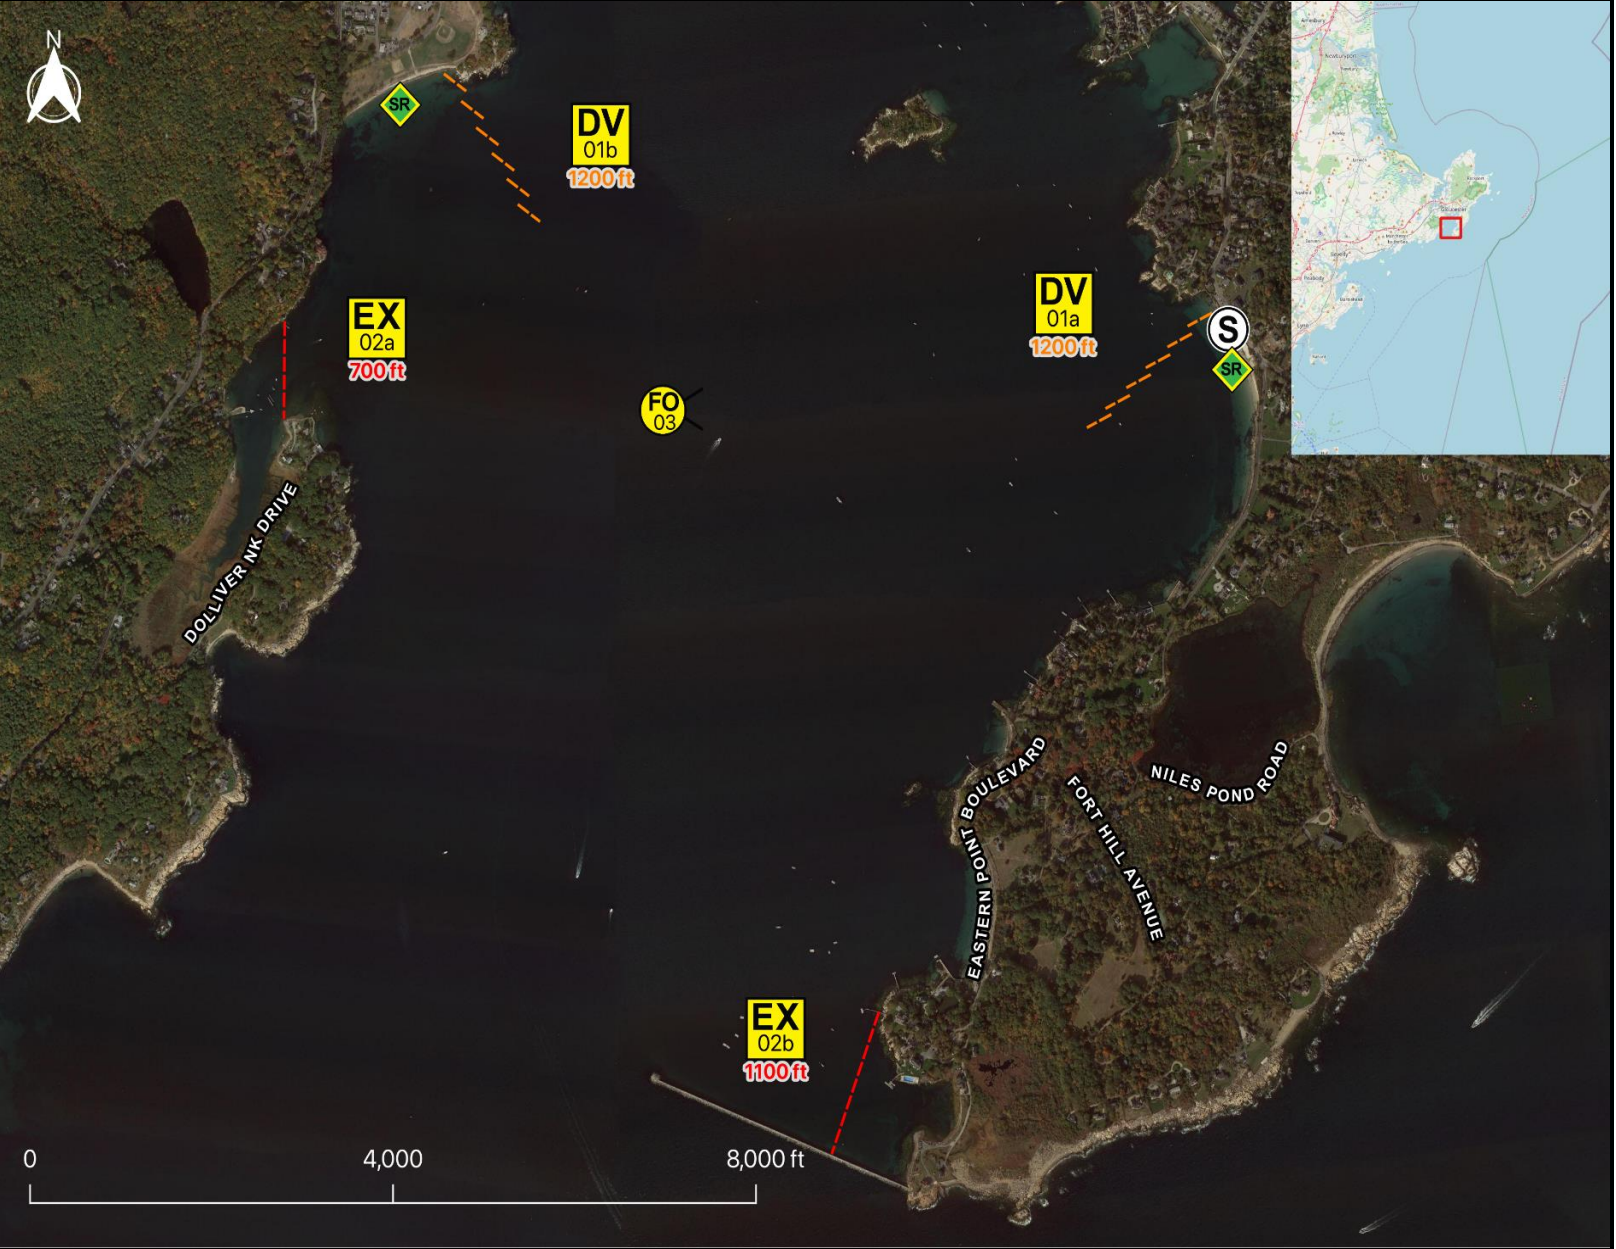 N
SR
DV
01b
1200 ft
DV
01a
1200 ft
S
SR
EX
02a
700 ft
FO
03
DOLLIVER NK DRIVE
EASTERN PIONT BOULEVARD
FORT HILL AVENUE
NILES POND ROAD
EX
02b
1100 ft
0
4,000
8,000 ft